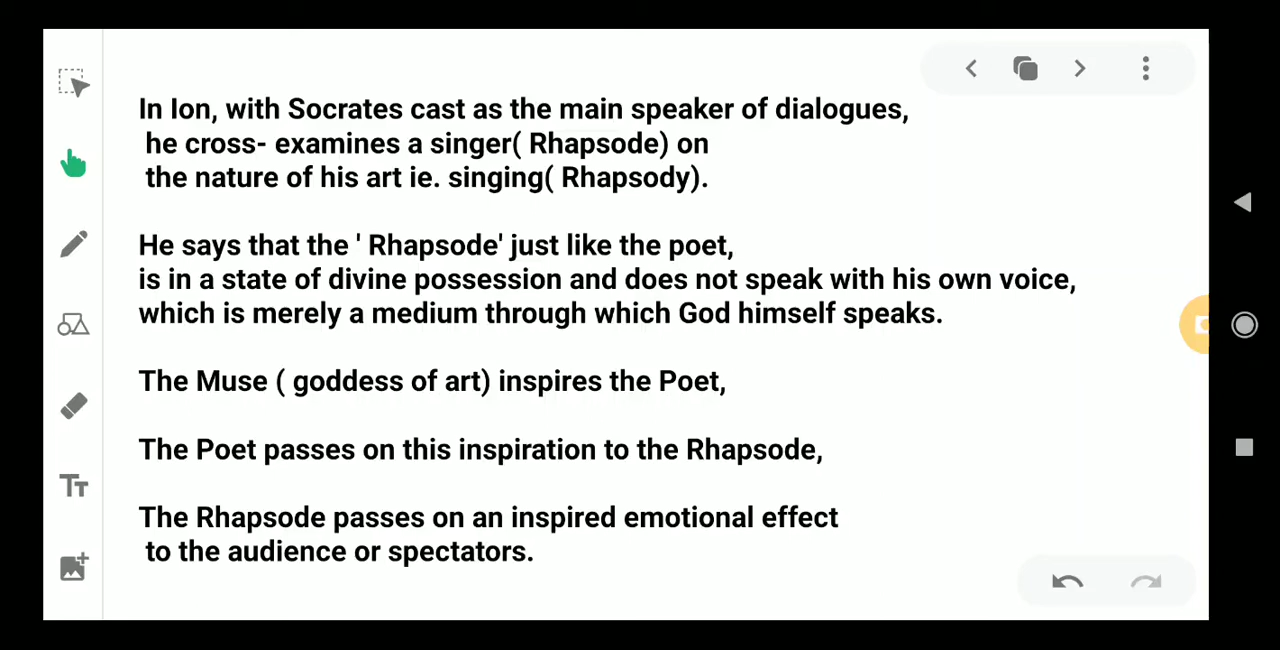 In Ion, with Socrates cast as the main speaker of dialogues,
he cross- examines a singer( Rhapsode) on
the nature of his art ie. singing( Rhapsody).
He says that the ' Rhapsode' just like the poet,
is in a state of divine possession and does not speak with his own voice,
which is merely a medium through which God himself speaks.
The Muse ( goddess of art) inspires the Poet,
The Poet passes on this inspiration to the Rhapsode,
The Rhapsode passes on an inspired emotional effect
to the audience or spectators.